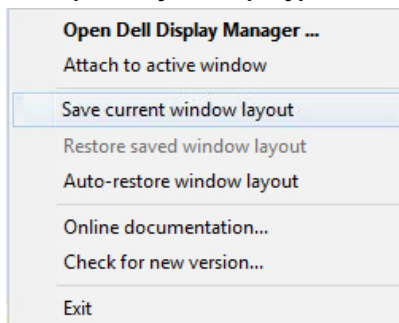 Open Dell Display Manager ...
Attach to active window
Save current window layout
Restore saved window layout
Auto-restore window layout
Online documentation...
Check for new version...
Exit